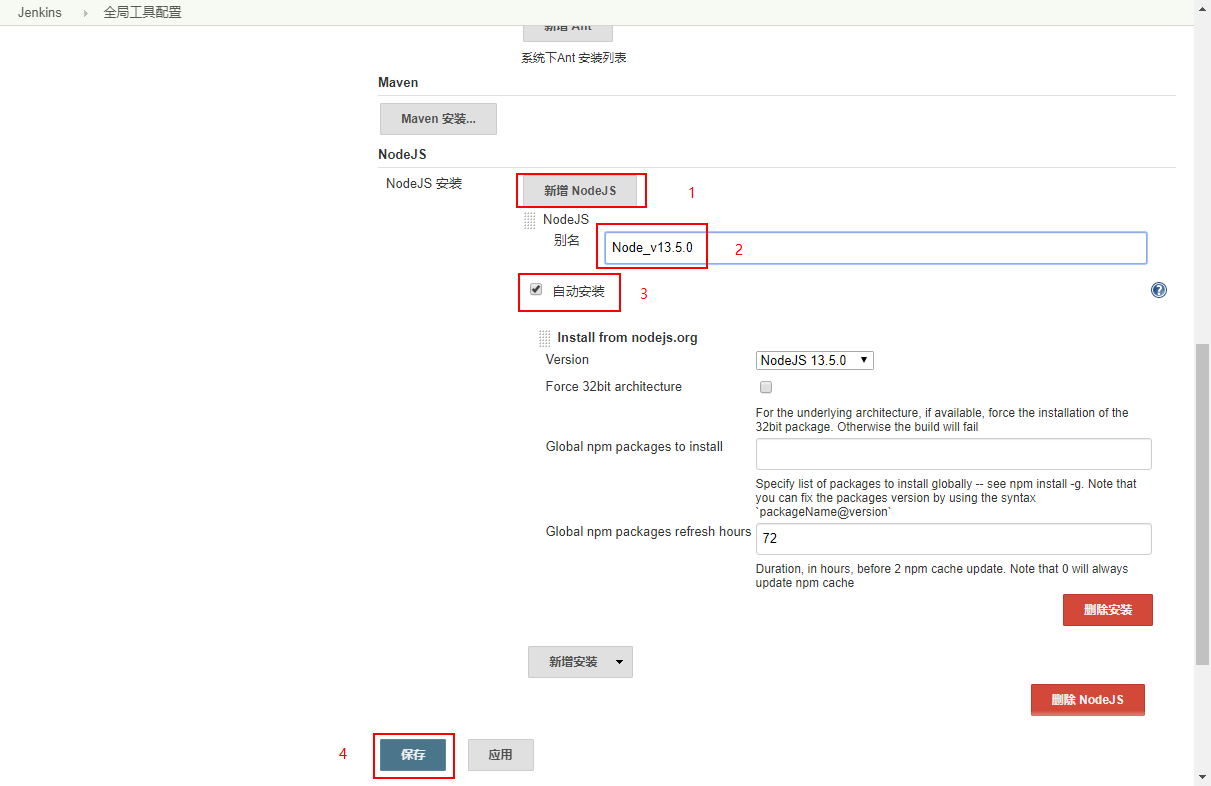 Jenkins 全局工具配置
新增 Ant
系统下Ant 安装列表
Maven
Maven 安装...
NodeJS
NodeJS 安装
新增 NodeJS
1
NodeJS
别名
Node_v13.5.0
2
自动安装
3
Install from nodejs.org
Version
NodeJS 13.5.0
Force 32bit architecture
For the underlying architecture, if available, force the installation of the
32bit package. Otherwise the build will fail
Global npm packages to install
Specify list of packages to install globally -- see npm install -g. Note that
you can fix the packages version by using the syntax
`packageName@version`
Global npm packages refresh hours
72
Duration, in hours, before 2 npm cache update. Note that 0 will always
update npm cache
删除安装
新增安装
删除 NodeJS
4
保存
应用